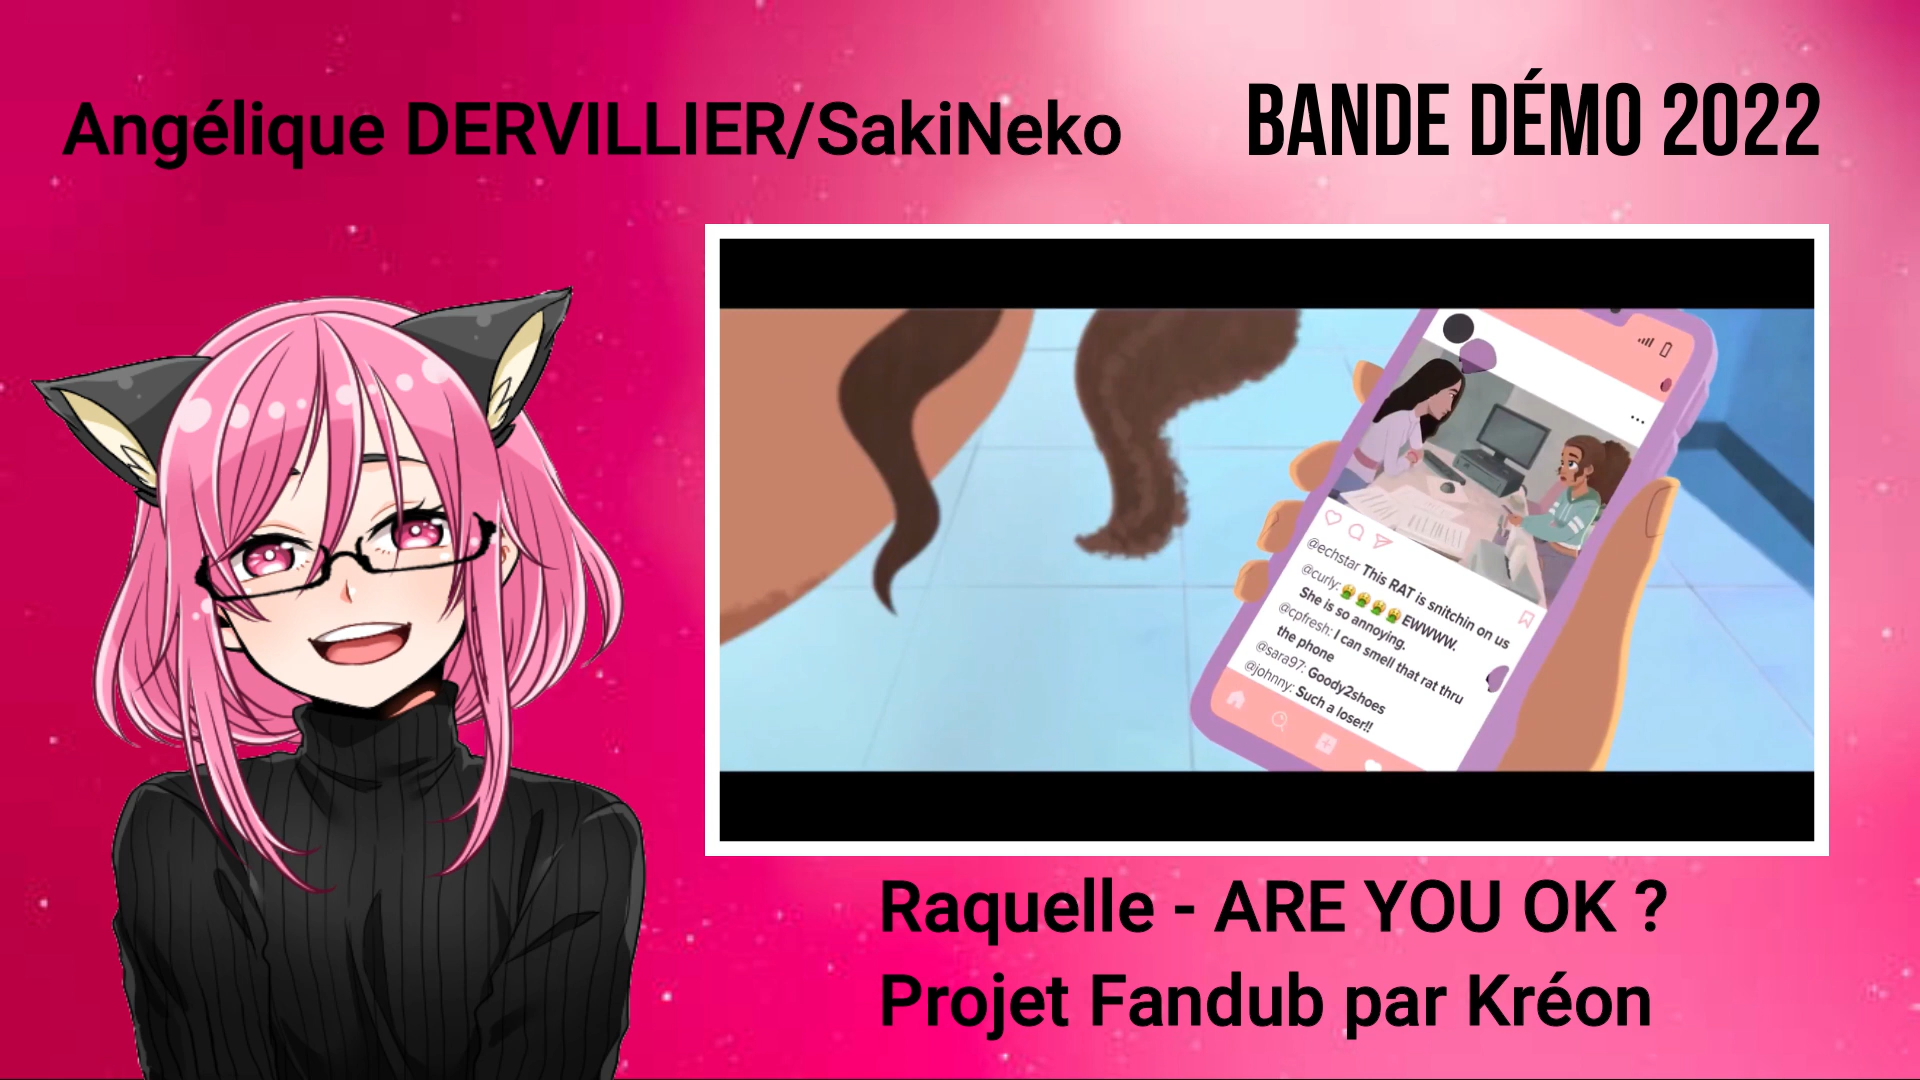 Angélique DERVILLIER/SakiNeko
BANDE DÉMO 2022
@echstar This RAT is snitchin on us
@curly: 🤮🤮🤮🤮 EWWWW.
She is so annoying.
@cpfresh: I can smell that rat thru
the phone
@sara97: Goody2shoes
@johnny: Such a loser!!
Raquelle - ARE YOU OK ?
Projet Fandub par Kréon